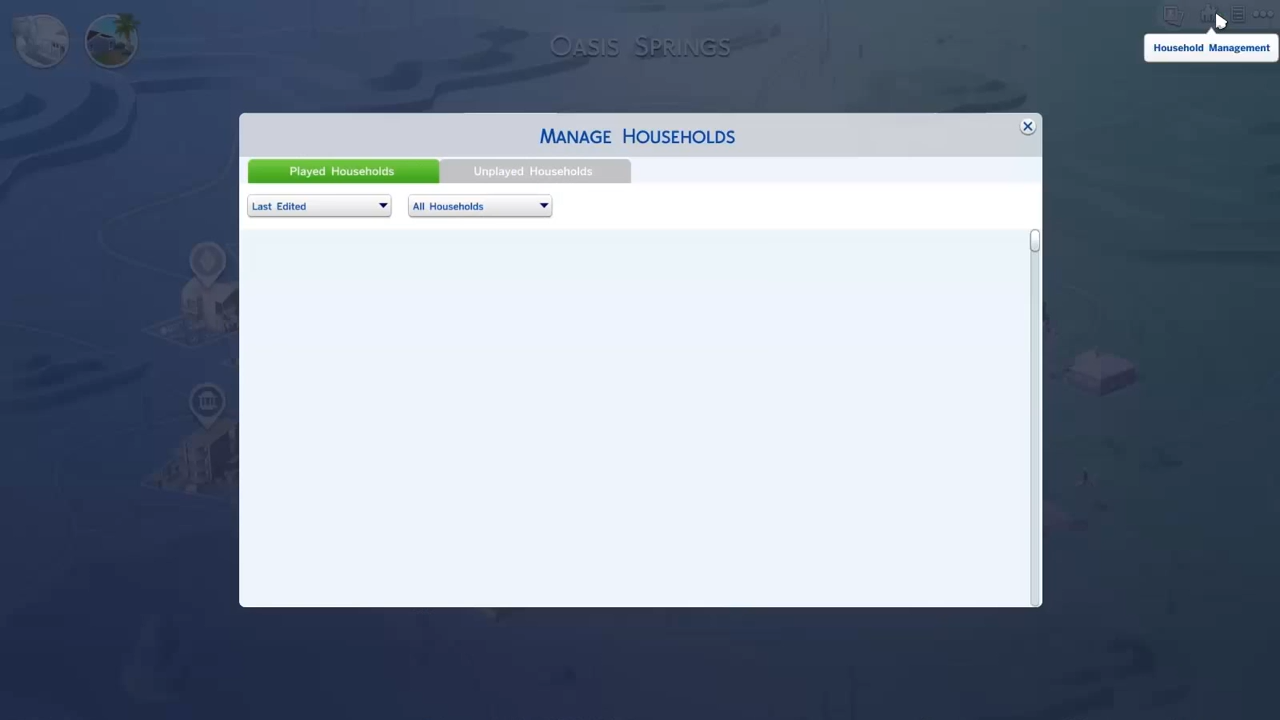 Oasis Springs
Household Management
Manage Households
Played Households
Unplayed Households
Last Edited
All Households